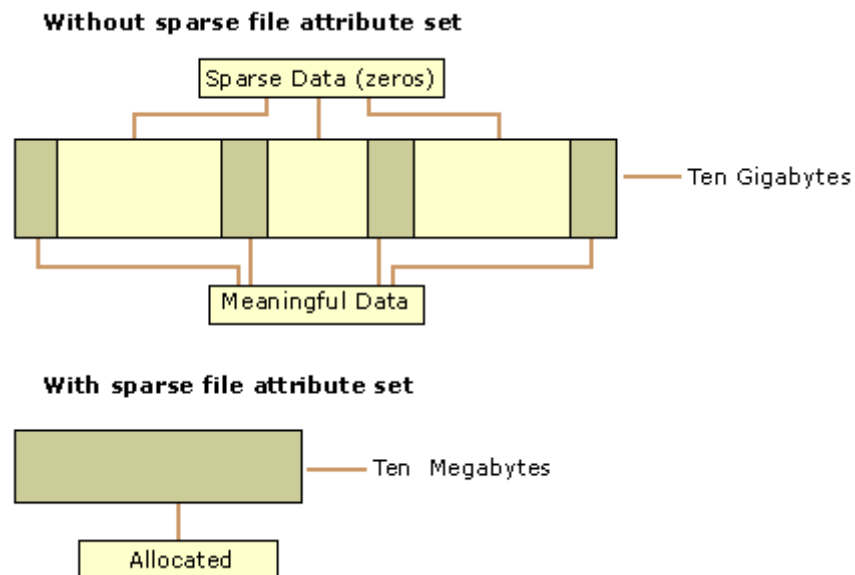 Without sparse file attribute set
Sparse Data (zeros)
Ten Gigabytes
Meaningful Data
With sparse file attribute set
Ten Megabytes
Allocated